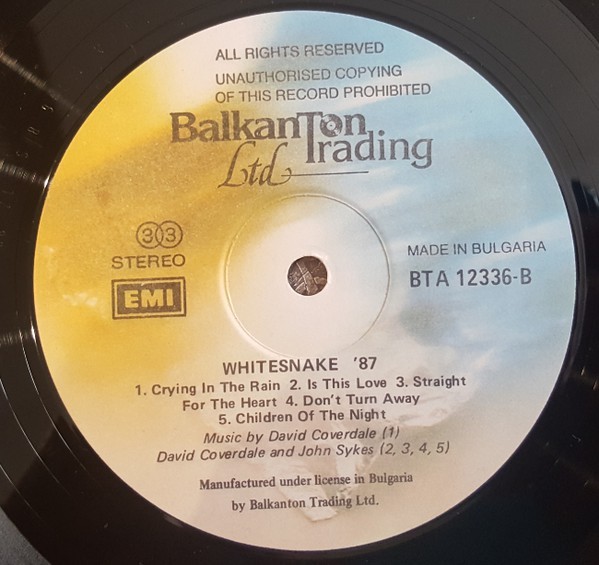 ALL RIGHTS RESERVED
UNAUTHORISED COPYING
OF THIS RECORD PROHIBITED
BalkanTon
Trading
Ltd
33
STEREO
EMI
MADE IN BULGARIA
BTA 12336-B
WHITESNAKE '87
1. Crying In The Rain 2. Is This Love 3. Straight
For The Heart 4. Don't Turn Away
5. Children Of The Night
Music by David Coverdale (1)
David Coverdale and John Sykes (2, 3, 4, 5)
Manufactured under license in Bulgaria
by Balkanton Trading Ltd.